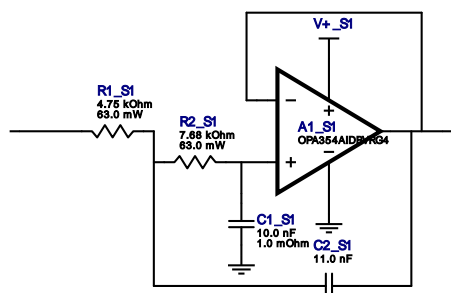 V+_S1
R1_S1
4.75 kOhm
63.0 mW
R2_S1
7.68 kOhm
63.0 mW
A1_S1
OPA354AIDBVRG4
C1_S1
10.0 nF
1.0 mOhm
C2_S1
11.0 nF